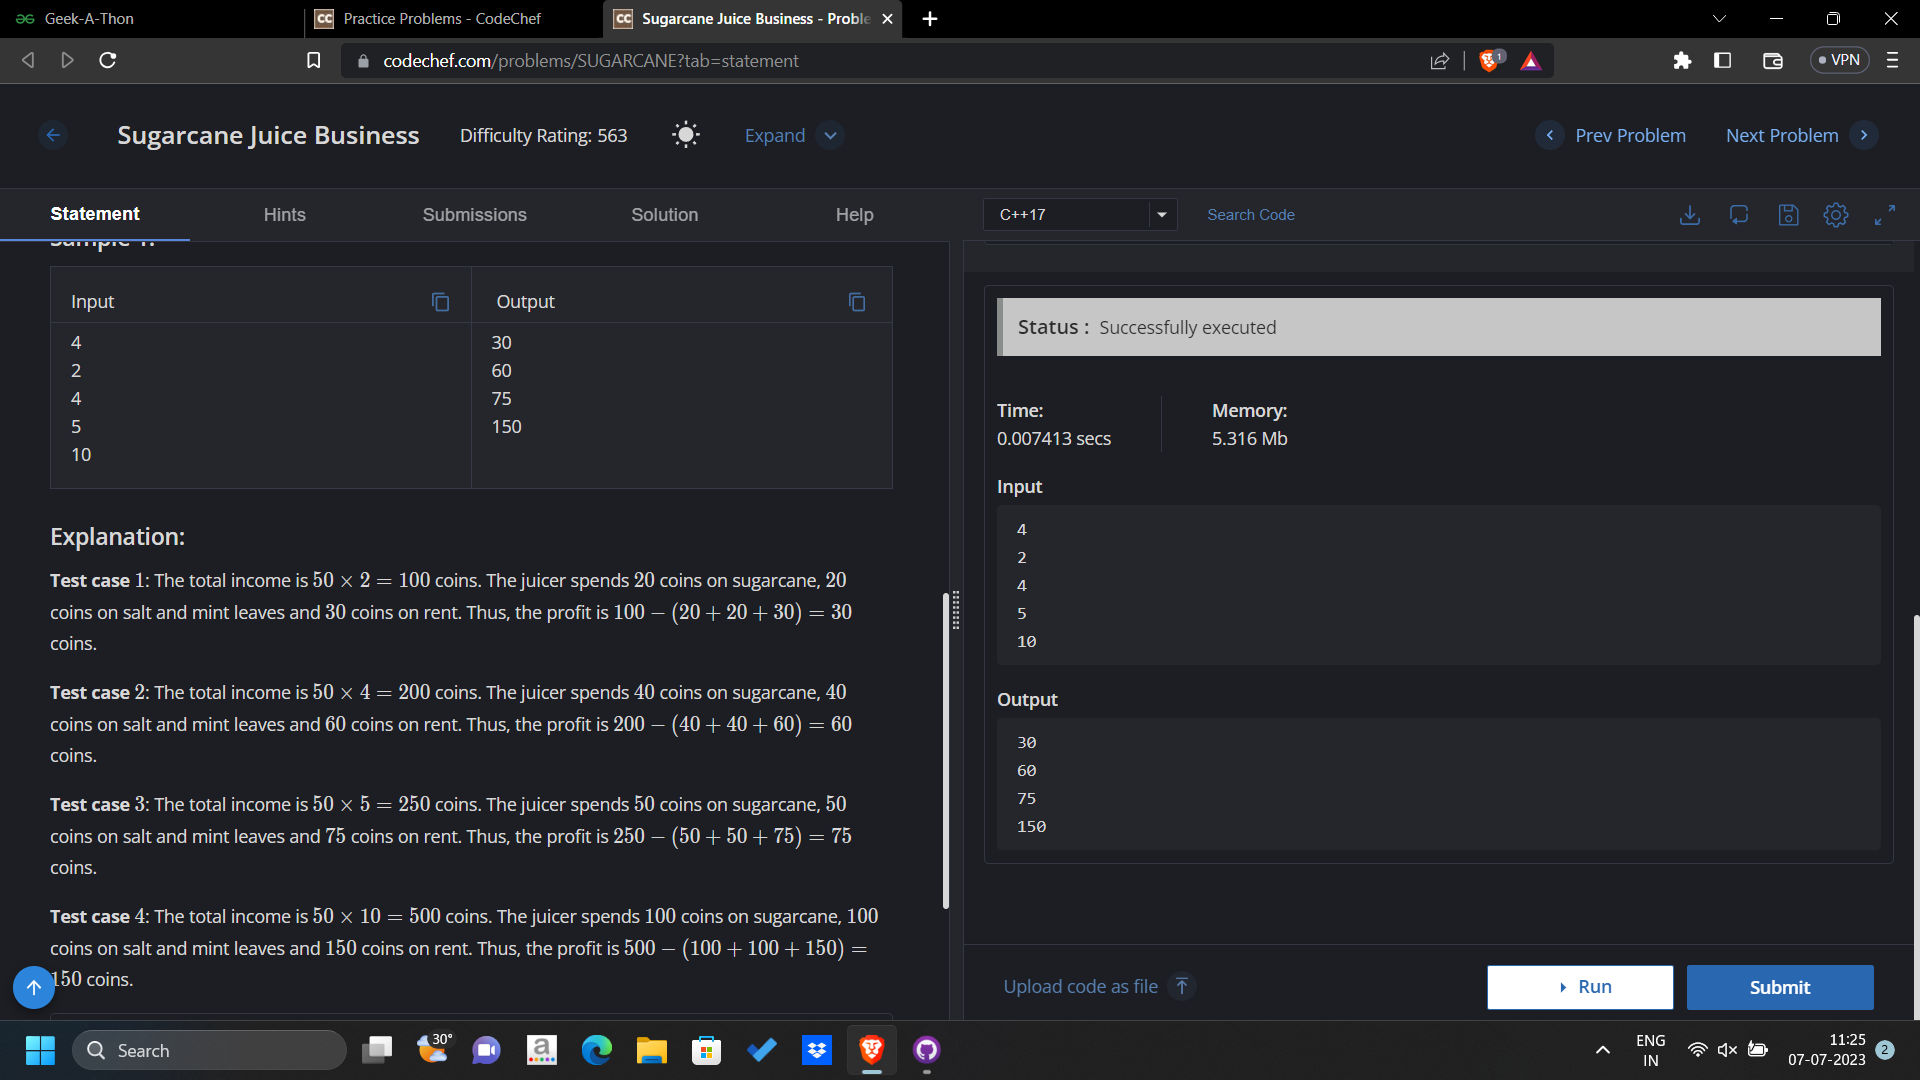 Geek-A-Thon
Practice Problems - CodeChef
Sugarcane Juice Business - Proble
codechef.com/problems/SUGARCANE?tab=statement
1
VPN
Sugarcane Juice Business
Difficulty Rating: 563
Expand
Prev Problem
Next Problem
Statement
Hints
Submissions
Solution
Help
C++17
Search Code
Sample 1:
Input
Output
4
2
4
5
10
30
60
75
150
Explanation:
Test case 1: The total income is 50 × 2 = 100 coins. The juicer spends 20 coins on sugarcane, 20
coins on salt and mint leaves and 30 coins on rent. Thus, the profit is 100 − (20 + 20 + 30) = 30
coins.
Test case 2: The total income is 50 × 4 = 200 coins. The juicer spends 40 coins on sugarcane, 40
coins on salt and mint leaves and 60 coins on rent. Thus, the profit is 200 − (40 + 40 + 60) = 60
coins.
Test case 3: The total income is 50 × 5 = 250 coins. The juicer spends 50 coins on sugarcane, 50
coins on salt and mint leaves and 75 coins on rent. Thus, the profit is 250 − (50 + 50 + 75) = 75
coins.
Test case 4: The total income is 50 × 10 = 500 coins. The juicer spends 100 coins on sugarcane, 100
coins on salt and mint leaves and 150 coins on rent. Thus, the profit is 500 − (100 + 100 + 150) =
150 coins.
Status : Successfully executed
Time:
0.007413 secs
Memory:
5.316 Mb
Input
4
2
4
5
10
Output
30
60
75
150
Upload code as file
Run
Submit
Search
30°
a
ENG
IN
11:25
07-07-2023
2